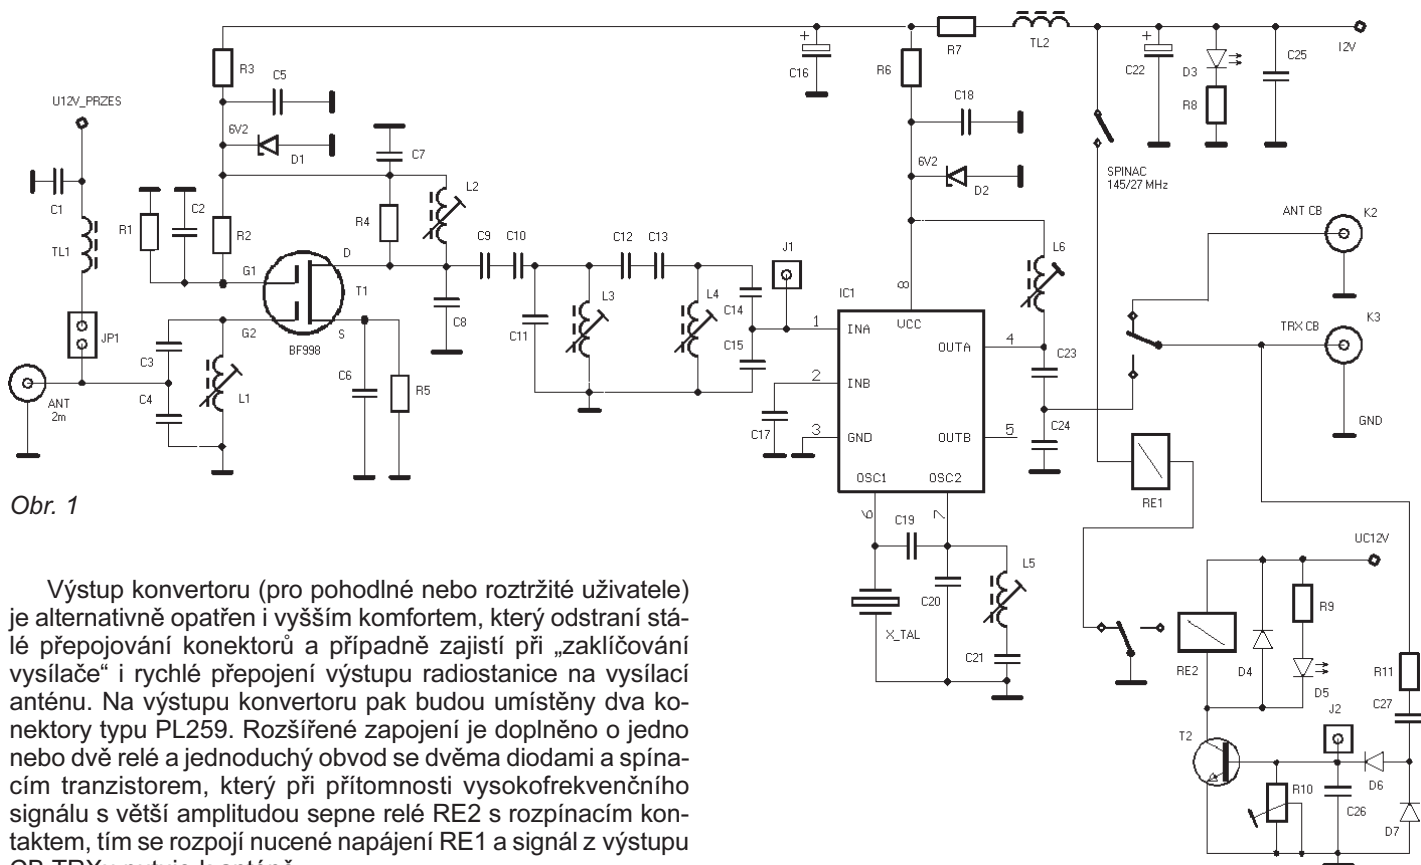 R3
C5
C16
R6
R7
TL2
C22
D3
R8
C25
12V
U12V_PRZES
6V2
D1
C7
C18
6V2
D2
SPINAC
145/27 MHz
C1
TL1
R1
C2
R2
R4
L2
ANT CB
K2
G1
D
T1
C9
C10
C12
C13
J1
L6
IC1
8
UCC
TRX CB
K3
JP1
G2
S
BF998
C8
C11
L3
L4
C14
C15
1
INA
OUTA
4
C23
C3
C4
L1
C6
R5
2
INB
ANT
2m
C17
3
GND
OUTB
5
C24
GND
OSC1
OSC2
RE1
6
7
C19
C20
L5
X_TAL
C21
UC12V
R9
RE2
D4
D5
R11
C27
T2
J2
R10
C26
D6
D7
Obr. 1
Výstup konvertoru (pro pohodlné nebo roztržité uživatele)
je alternativně opatřen i vyšším komfortem, který odstraní stá-
lé přepojování konektorů a případně zajistí při „zaklíčování
vysílače“ i rychlé přepojení výstupu radiostanice na vysílací
anténu. Na výstupu konvertoru pak budou umístěny dva ko-
nektory typu PL259. Rozšířené zapojení je doplněno o jedno
nebo dvě relé a jednoduchý obvod se dvěma diodami a spína-
cím tranzistorem, který při přítomnosti vysokofrekvenčního
signálu s větší amplitudou sepne relé RE2 s rozpínacím kon-
taktem, tím se rozpojí nucené napájení RE1 a signál z výstupu